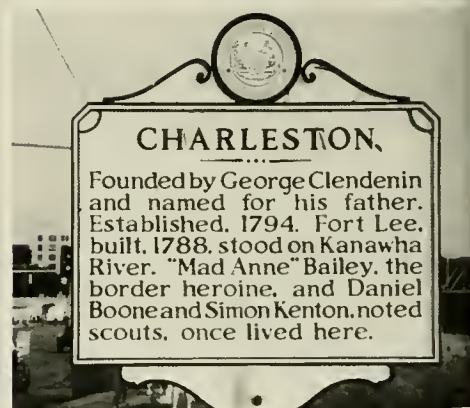 CHARLESTON,
Founded by George Clendenin
and named for his father.
Established, 1794. Fort Lee,
built, 1788, stood on Kanawha
River. "Mad Anne" Bailey, the
border heroine, and Daniel
Boone and Simon Kenton, noted
scouts, once lived here.